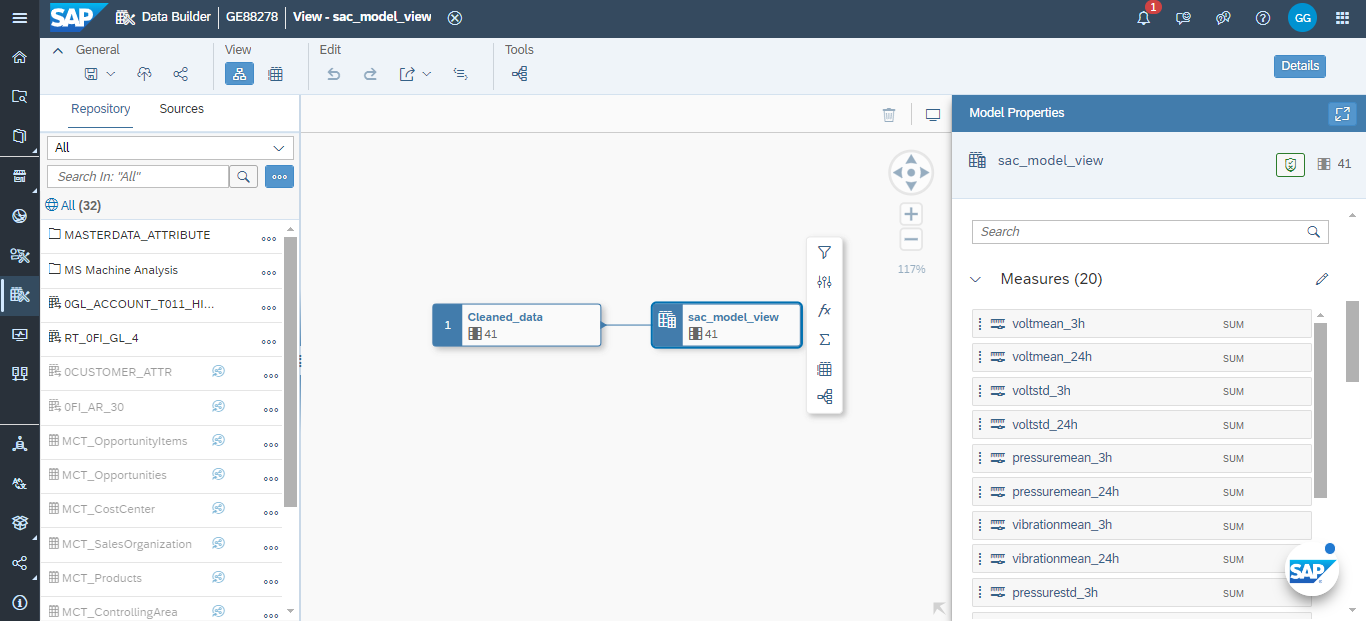 SAP Data Builder GE88278 View - sac_model_view 1 GG
General View Edit Tools
Details
Repository Sources
All
Search In: "All"
All (32)
MASTERDATA_ATTRIBUTE
MS Machine Analysis
0GL_ACCOUNT_T011_HI...
RT_0FI_GL_4
0CUSTOMER_ATTR
0FI_AR_30
MCT_OpportunityItems
MCT_Opportunities
MCT_CostCenter
MCT_SalesOrganization
MCT_Products
MCT_ControllingArea
117%
1 Cleaned_data
41
sac_model_view
41
fx
Σ
Model Properties
sac_model_view 41
Search
Measures (20)
voltmean_3h SUM
voltmean_24h SUM
voltstd_3h SUM
voltstd_24h SUM
pressuremean_3h SUM
pressuremean_24h SUM
vibrationmean_3h SUM
vibrationmean_24h SUM
pressurestd_3h SUM
SAP